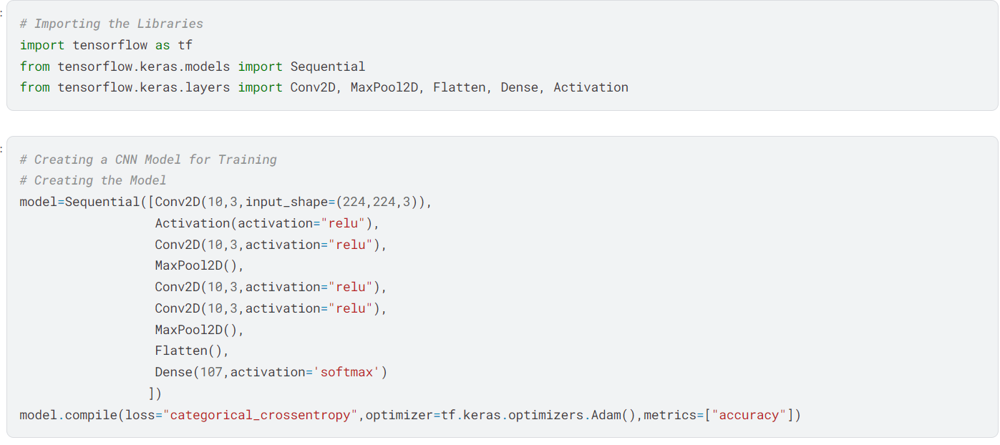 :
# Importing the Libraries
import tensorflow as tf
from tensorflow.keras.models import Sequential
from tensorflow.keras.layers import Conv2D, MaxPool2D, Flatten, Dense, Activation
:
# Creating a CNN Model for Training
# Creating the Model
model=Sequential([Conv2D(10,3,input_shape=(224,224,3)),
Activation(activation="relu"),
Conv2D(10,3,activation="relu"),
MaxPool2D(),
Conv2D(10,3,activation="relu"),
Conv2D(10,3,activation="relu"),
MaxPool2D(),
Flatten(),
Dense(107,activation='softmax')
])
model.compile(loss="categorical_crossentropy",optimizer=tf.keras.optimizers.Adam(),metrics=["accuracy"])